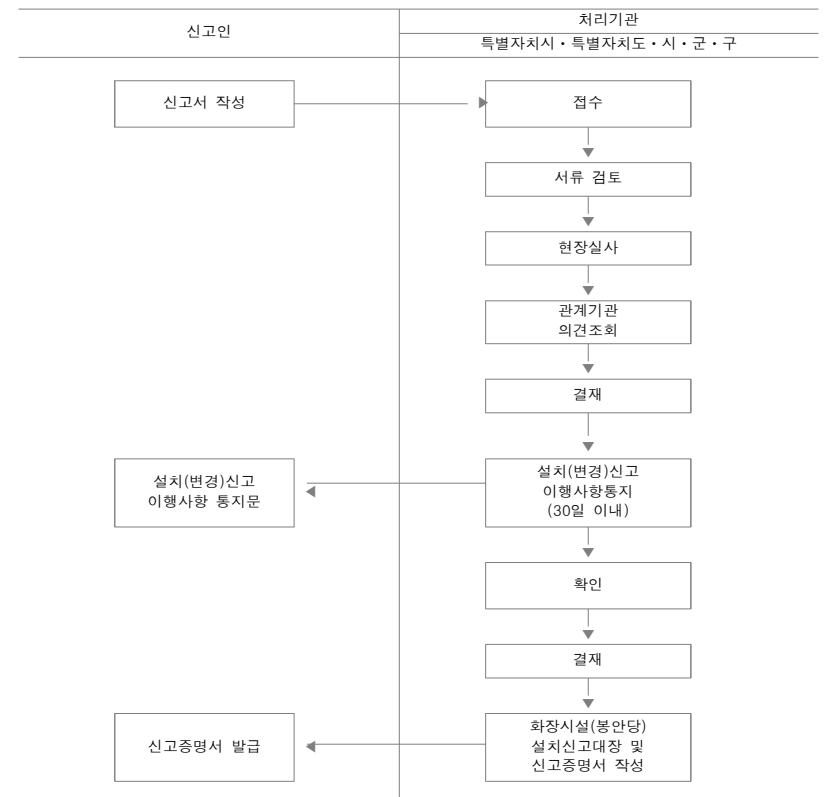 신고인
처리기관
특별자치시・특별자치도・시・군・구
신고서 작성
접수
서류 검토
현장실사
관계기관
의견조회
결재
설치(변경)신고
이행사항 통지문
설치(변경)신고
이행사항통지
(30일 이내)
확인
결재
신고증명서 발급
화장시설(봉안당)
설치신고대장 및
신고증명서 작성